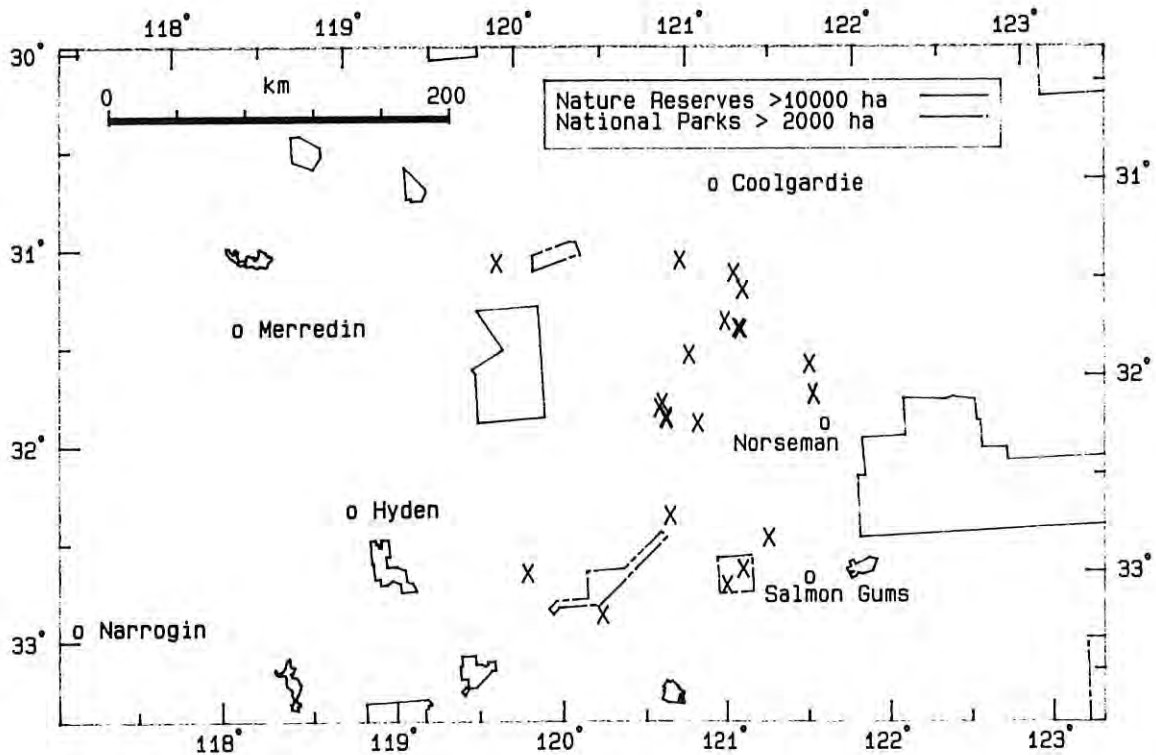 118° 119° 120° 121° 122° 123°
30°
km
0 200
Nature Reserves >10000 ha
National Parks > 2000 ha
o Coolgardie
31°
31°
X X X X
o Merredin
X X X X X X X X X
32°
Norseman
32°
o Hyden
X X X X X X
33°
Salmon Gums
o Narrogin
33°
118° 119° 120° 121° 122° 123°